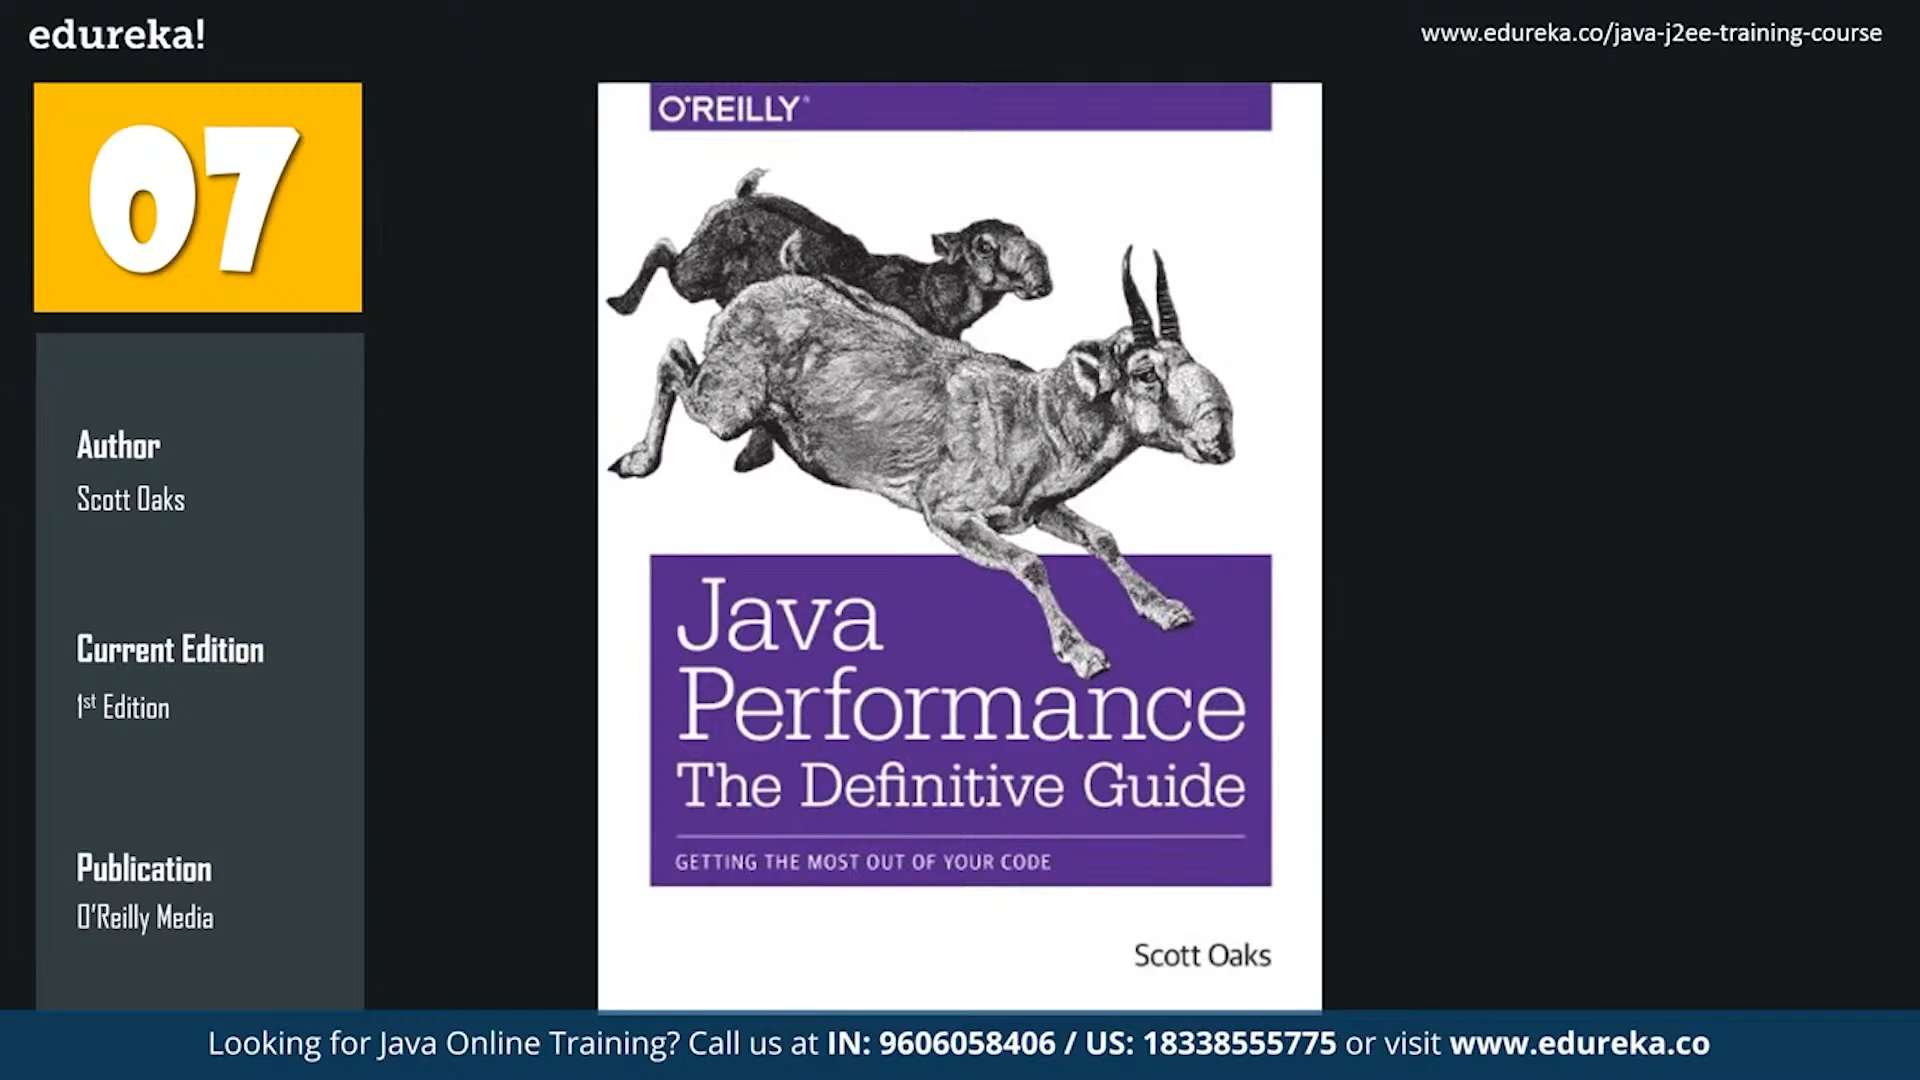 edureka!
www.edureka.co/java-j2ee-training-course
07
Author
Scott Oaks
Current Edition
1st Edition
Publication
O'Reilly Media
O'REILLY®
Java
Performance
The Definitive Guide
GETTING THE MOST OUT OF YOUR CODE
Scott Oaks
Looking for Java Online Training? Call us at IN: 9606058406 / US: 18338555775 or visit www.edureka.co